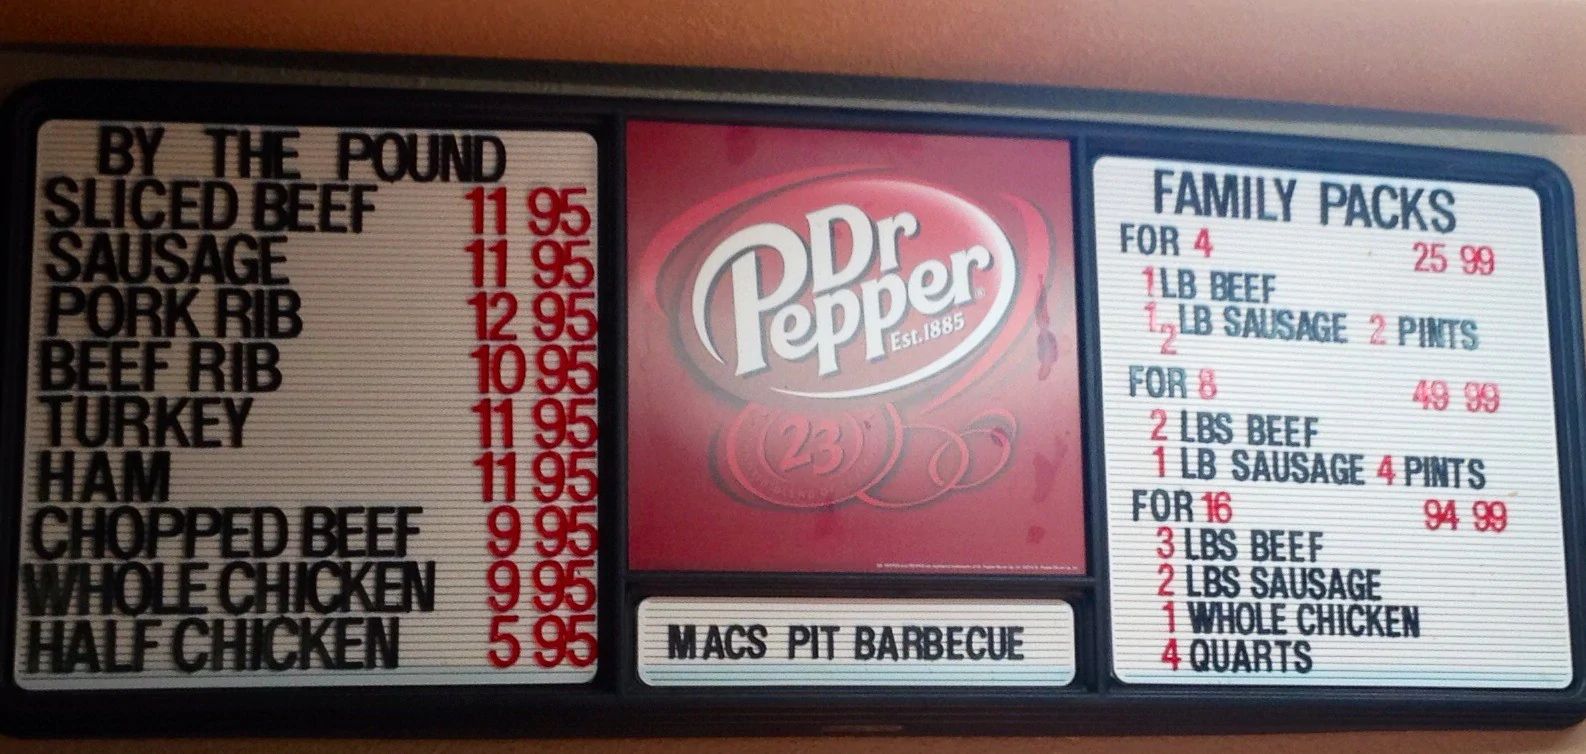 BY THE POUND
SLICED BEEF 11 95
SAUSAGE 11 95
PORK RIB 12 95
BEEF RIB 10 95
TURKEY 11 95
HAM 11 95
CHOPPED BEEF 9 95
WHOLE CHICKEN 9 95
HALF CHICKEN 5 95
Dr
Pepper
Est.1885
23
MACS PIT BARBECUE
FAMILY PACKS
FOR 4 25 99
1 LB BEEF
1/2 LB SAUSAGE 2 PINTS
FOR 8 49 99
2 LBS BEEF
1 LB SAUSAGE 4 PINTS
FOR 16 94 99
3 LBS BEEF
2 LBS SAUSAGE
1 WHOLE CHICKEN
4 QUARTS